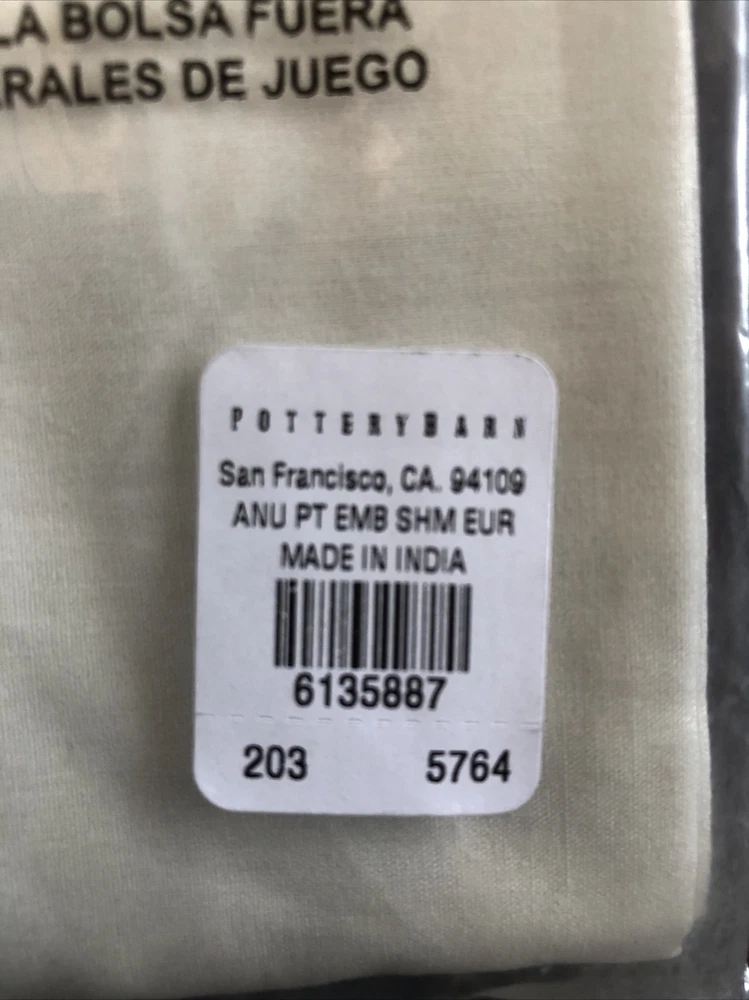 LA BOLSA FUERA
RALES DE JUEGO
POTTERYBARN
San Francisco, CA. 94109
ANU PT EMB SHM EUR
MADE IN INDIA
6135887
203 5764